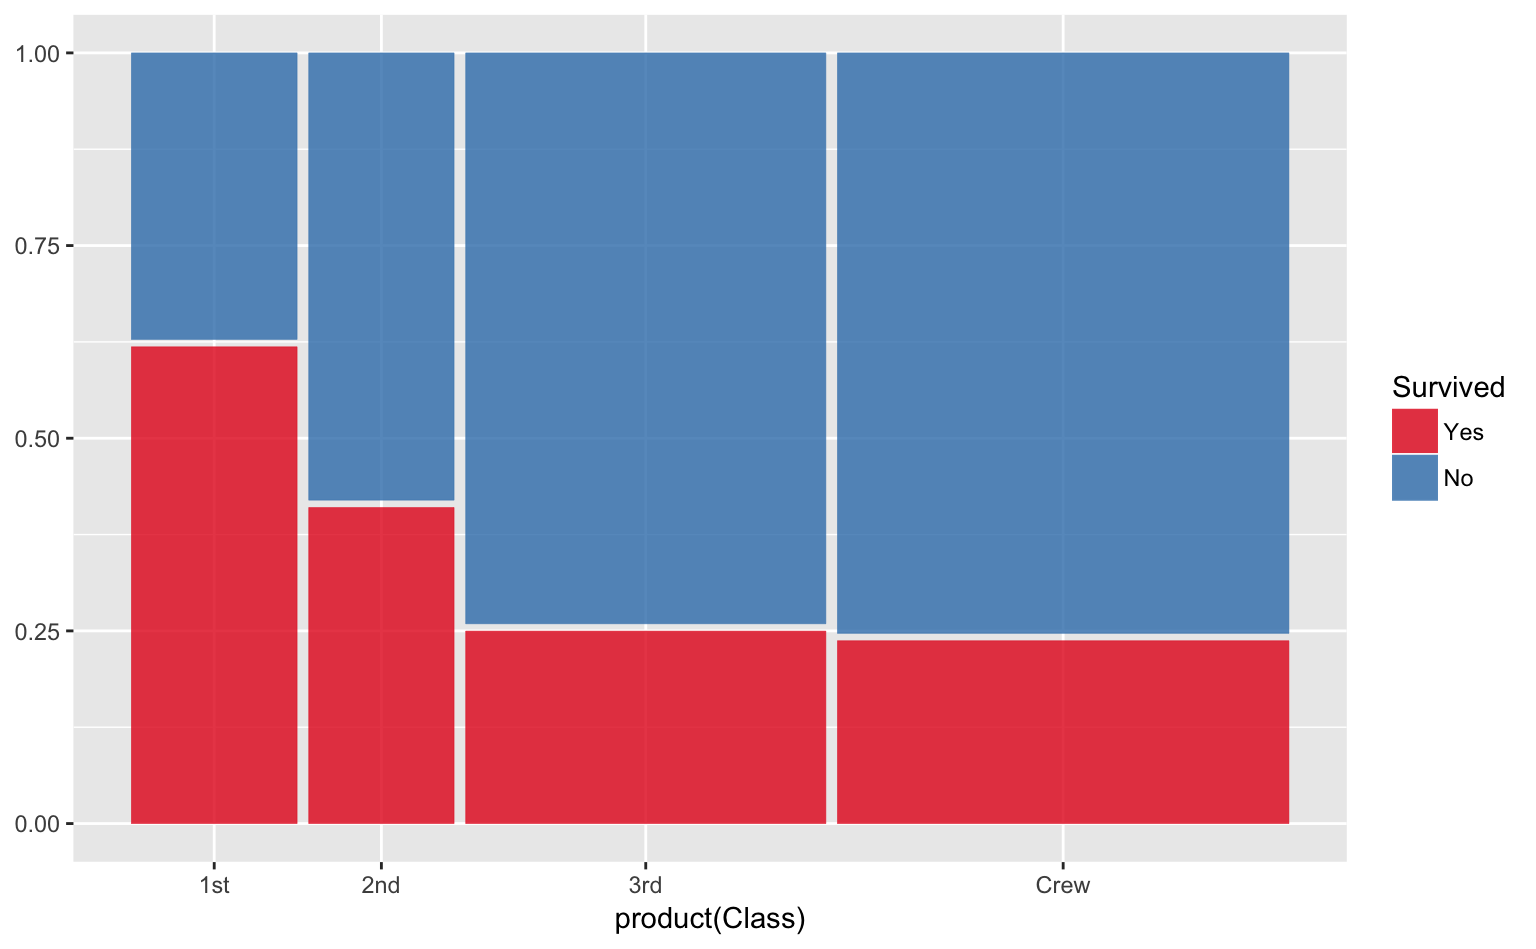 1.00
0.75
0.50
0.25
0.00
1st 2nd 3rd Crew
product(Class)
Survived
Yes
No